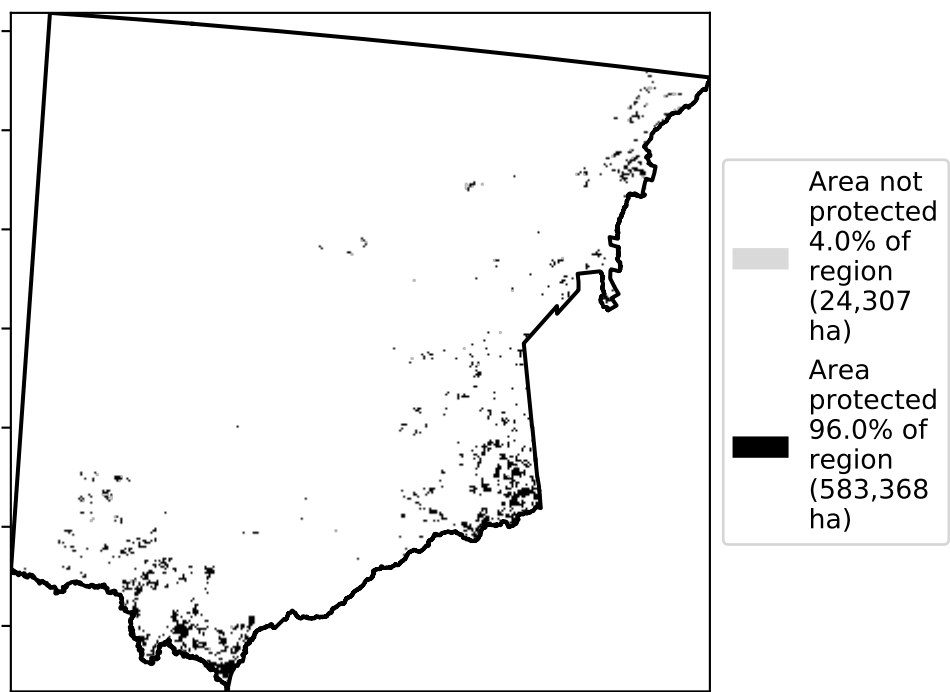 Area not
protected
4.0% of
region
(24,307
ha)
Area
protected
96.0% of
region
(583,368
ha)